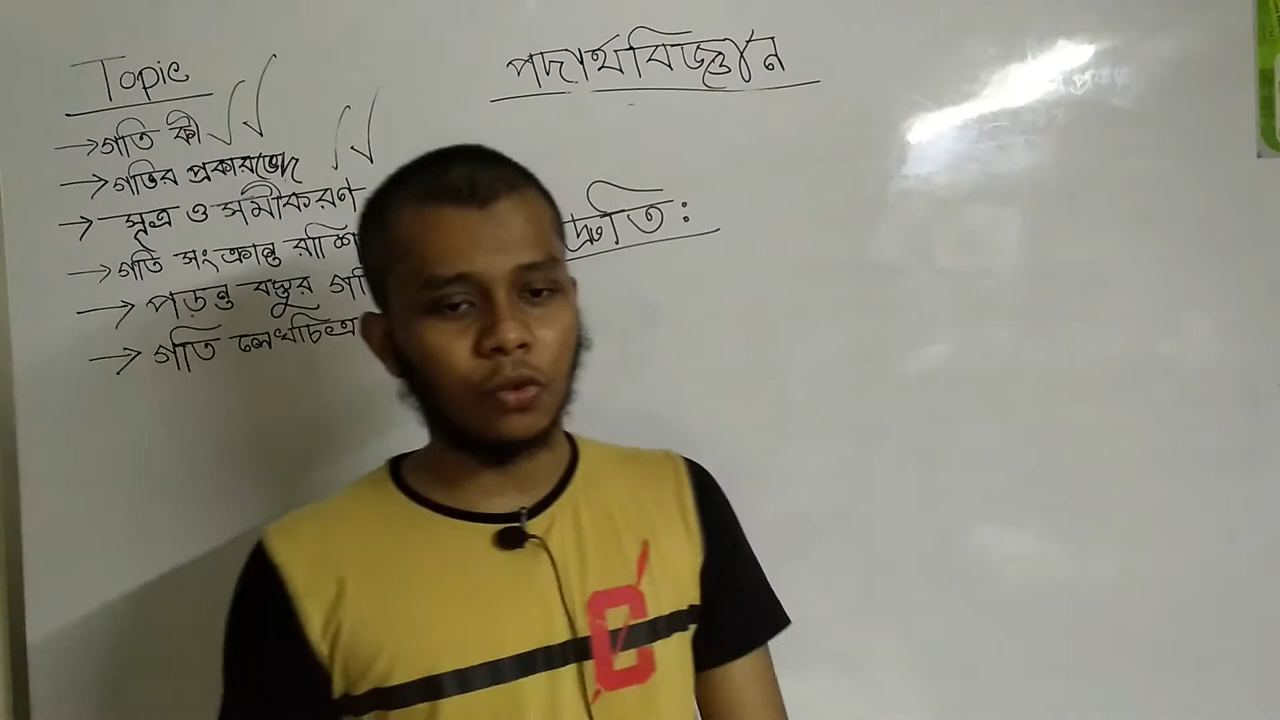 পদার্থবিজ্ঞান
Topic
→গতি কী
→গতির প্রকারভেদ
→ সূত্র ও সমীকরণ
→গতি সংক্রান্ত রাশি
→ পড়ন্ত বস্তুর
→ গতি লেখচিত্র
দ্রুতি: